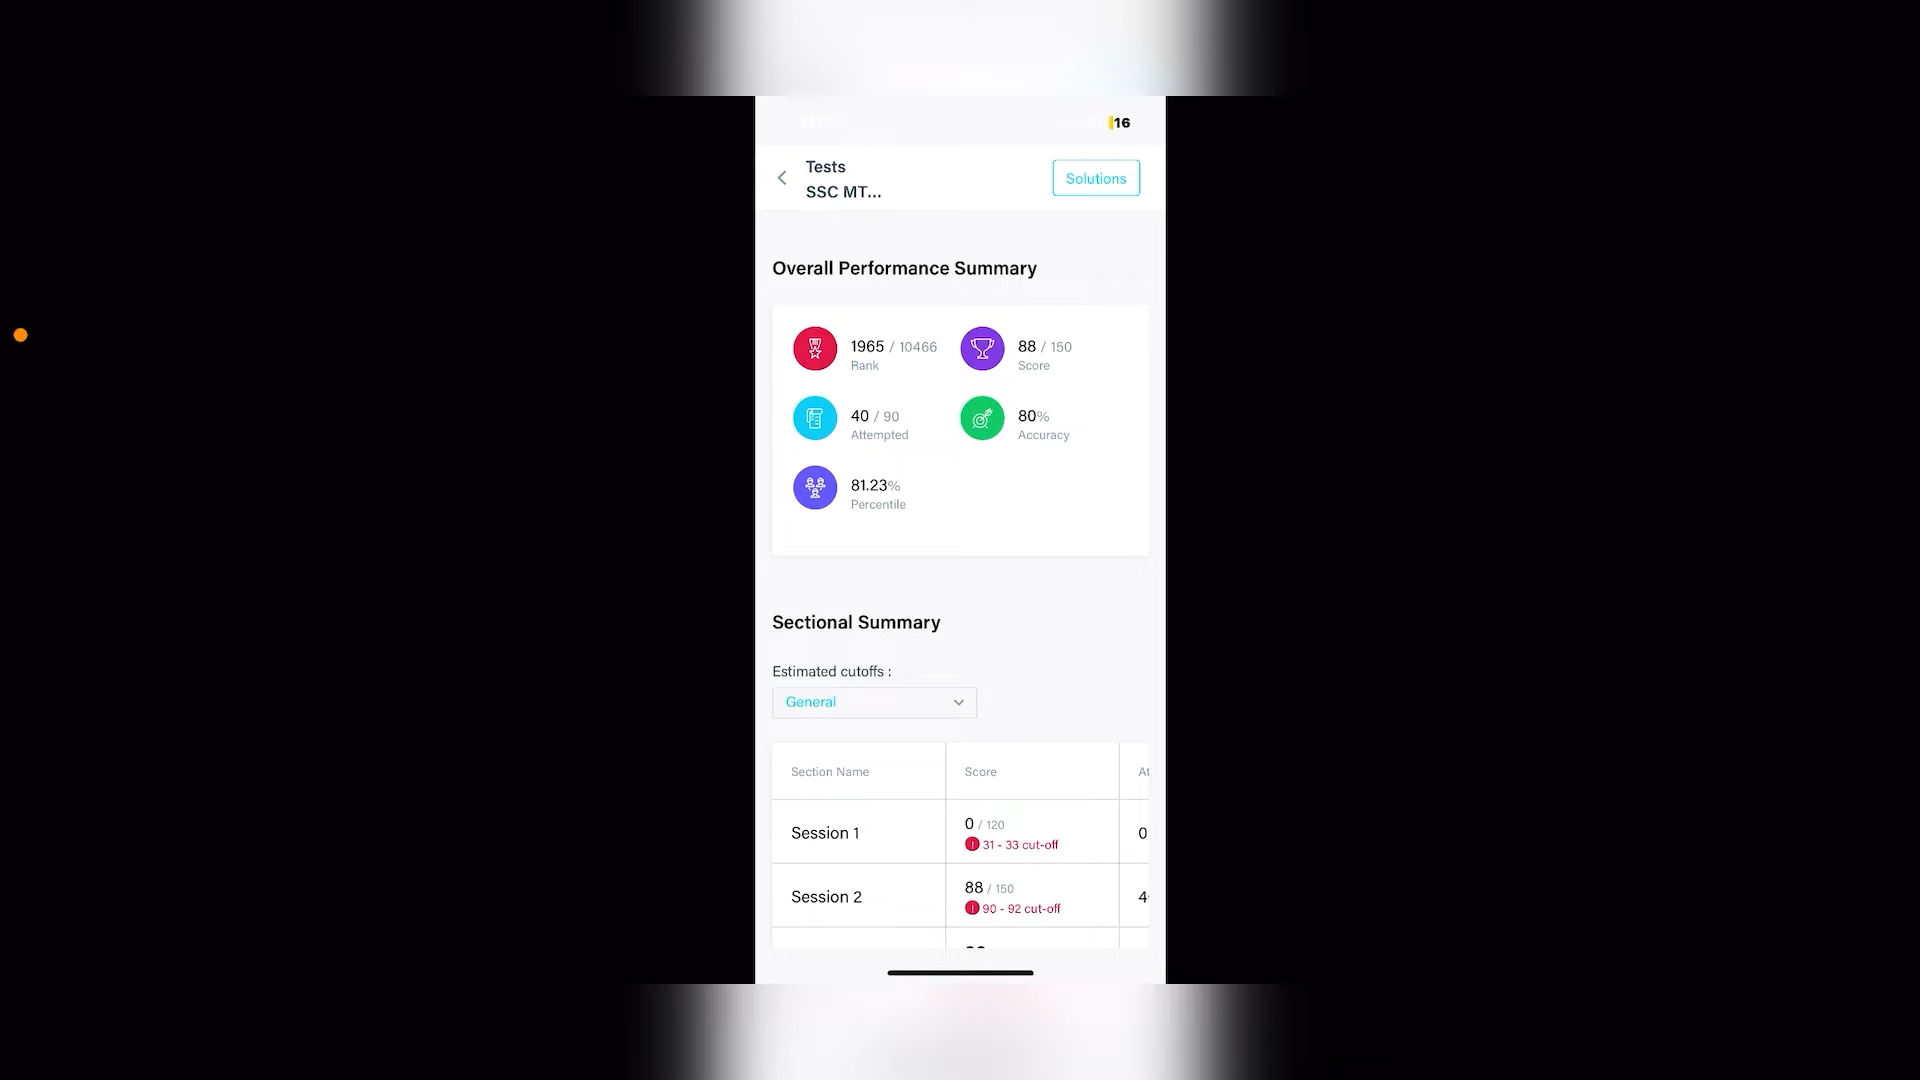 16
Tests
SSC MT...
Solutions
Overall Performance Summary
1965 / 10466
Rank
88 / 150
Score
40 / 90
Attempted
80%
Accuracy
81.23%
Percentile
Sectional Summary
Estimated cutoffs :
General
Section Name Score
Session 1
0 / 120
31 - 33 cut-off
0
Session 2
88 / 150
90 - 92 cut-off